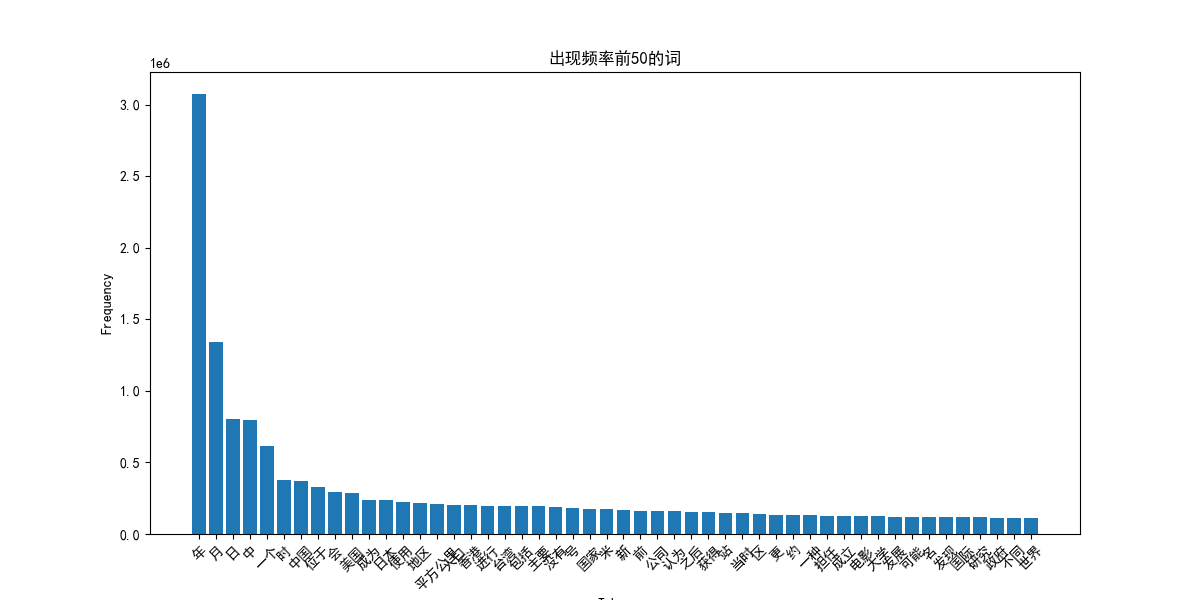 出现频率前50的词
1e6
3.0
2.5
2.0
1.5
1.0
0.5
0.0
Frequency
年
月
日
中
一个
时
中国
位于
会
美国
成为
日本
使用
地区
平方公里
人口
香港
进行
台湾
包括
主要
没有
号
国家
米
新
前
公司
认为
之后
获得
站
当时
区
更
约
一种
担任
成立
电影
大学
发展
可能
名
发现
国际
研究
政府
不同
世界